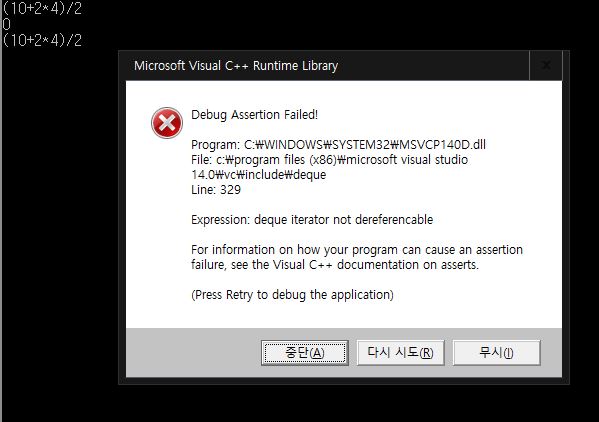 (10+2*4)/2
0
(10+2*4)/2
Microsoft Visual C++ Runtime Library
X
Debug Assertion Failed!
Program: C:₩WINDOWS₩SYSTEM32₩MSVCP140D.dll
File: c:₩program files (x86)₩microsoft visual studio
14.0₩vc₩include₩deque
Line: 329
Expression: deque iterator not dereferencable
For information on how your program can cause an assertion
failure, see the Visual C++ documentation on asserts.
(Press Retry to debug the application)
중단(A)
다시 시도(R)
무시(I)